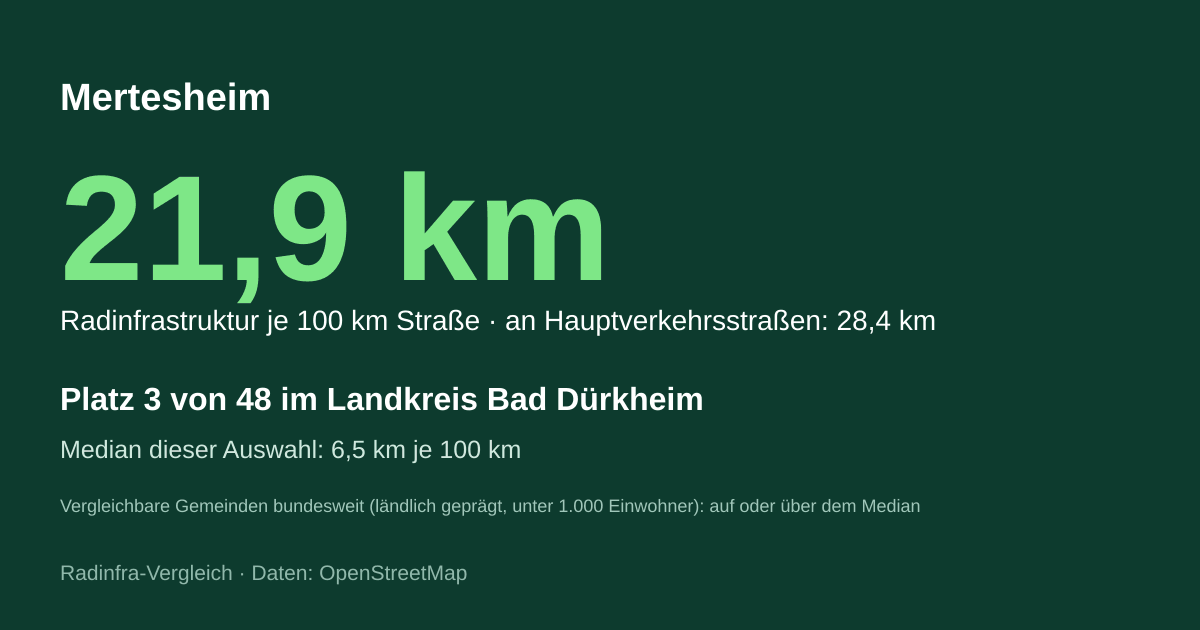 Mertesheim
21,9 km
Radinfrastruktur je 100 km Straße · an Hauptverkehrsstraßen: 28,4 km
Platz 3 von 48 im Landkreis Bad Dürkheim
Median dieser Auswahl: 6,5 km je 100 km
Vergleichbare Gemeinden bundesweit (ländlich geprägt, unter 1.000 Einwohner): auf oder über dem Median
Radinfra-Vergleich · Daten: OpenStreetMap